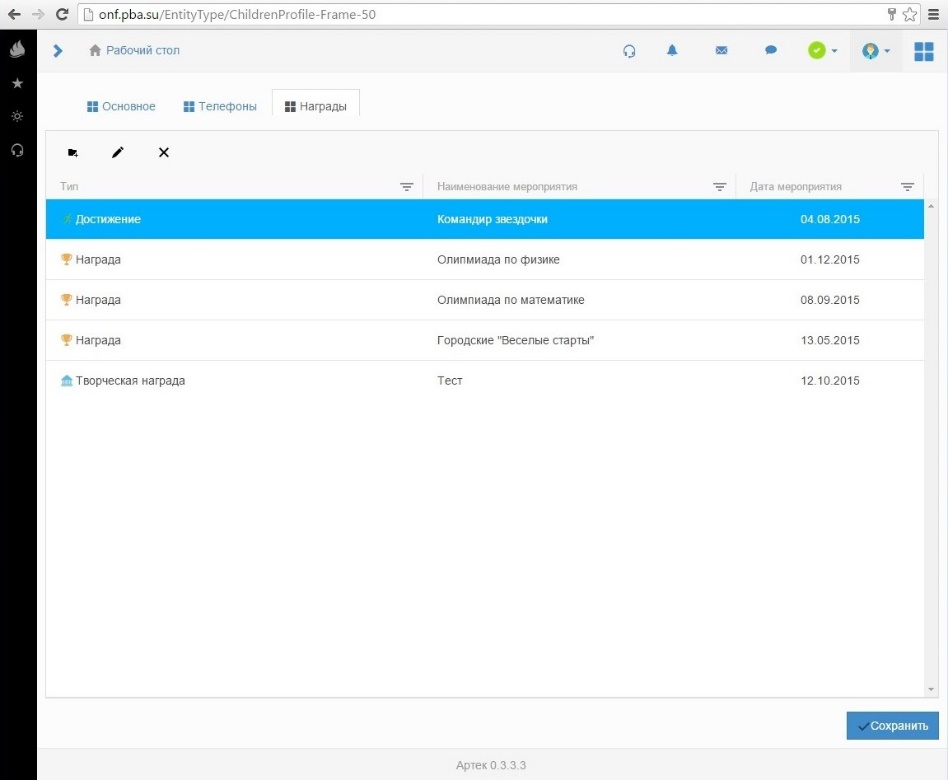 onf.pba.su/EntityType/ChildrenProfile-Frame-50
Рабочий стол
Основное Телефоны Награды
Тип Наименование мероприятия Дата мероприятия
Достижение Командир звездочки 04.08.2015
Награда Олипмиада по физике 01.12.2015
Награда Олимпиада по математике 08.09.2015
Награда Городские "Веселые старты" 13.05.2015
Творческая награда Тест 12.10.2015
Сохранить
Артек 0.3.3.3